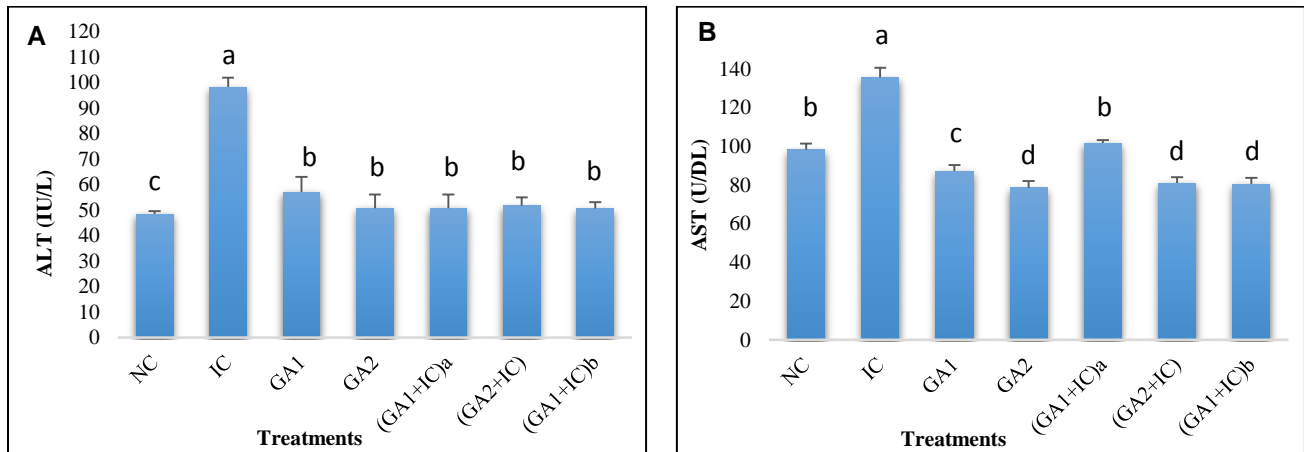 A
ALT (IU/L)
120
110
100
90
80
70
60
50
40
30
20
10
0
c
a
b
b
b
b
b
NC
IC
GA1
GA2
(GA1+IC)a
(GA2+IC)
(GA1+IC)b
Treatments
B
AST (U/DL)
140
120
100
80
60
40
20
0
b
a
c
d
b
d
d
NC
IC
GA1
GA2
(GA1+IC)a
(GA2+IC)
(GA1+IC)b
Treatments